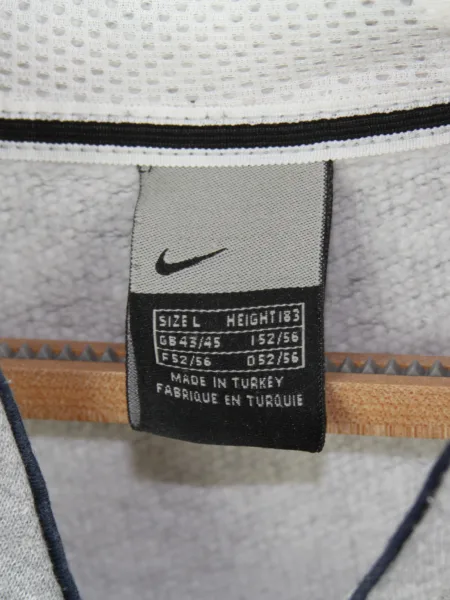 SIZE L HEIGHT 183
GB 43/45 I 52/56
F 52/56 D 52/56
MADE IN TURKEY
FABRIQUE EN TURQUIE